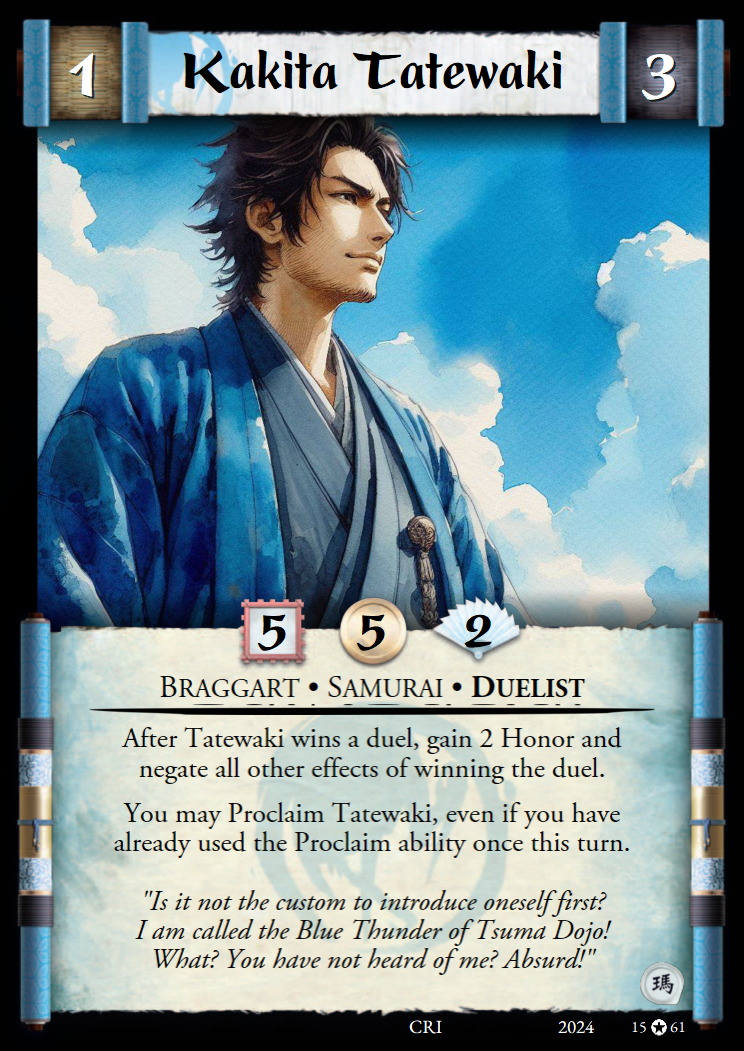 1 Kakita Tatewaki 3
5 5 2
BRAGGART • SAMURAI • DUELIST
After Tatewaki wins a duel, gain 2 Honor and
negate all other effects of winning the duel.
You may Proclaim Tatewaki, even if you have
already used the Proclaim ability once this turn.
"Is it not the custom to introduce oneself first?
I am called the Blue Thunder of Tsuma Dojo!
What? You have not heard of me? Absurd!"
瑪
CRI 2024 15 ✪ 61